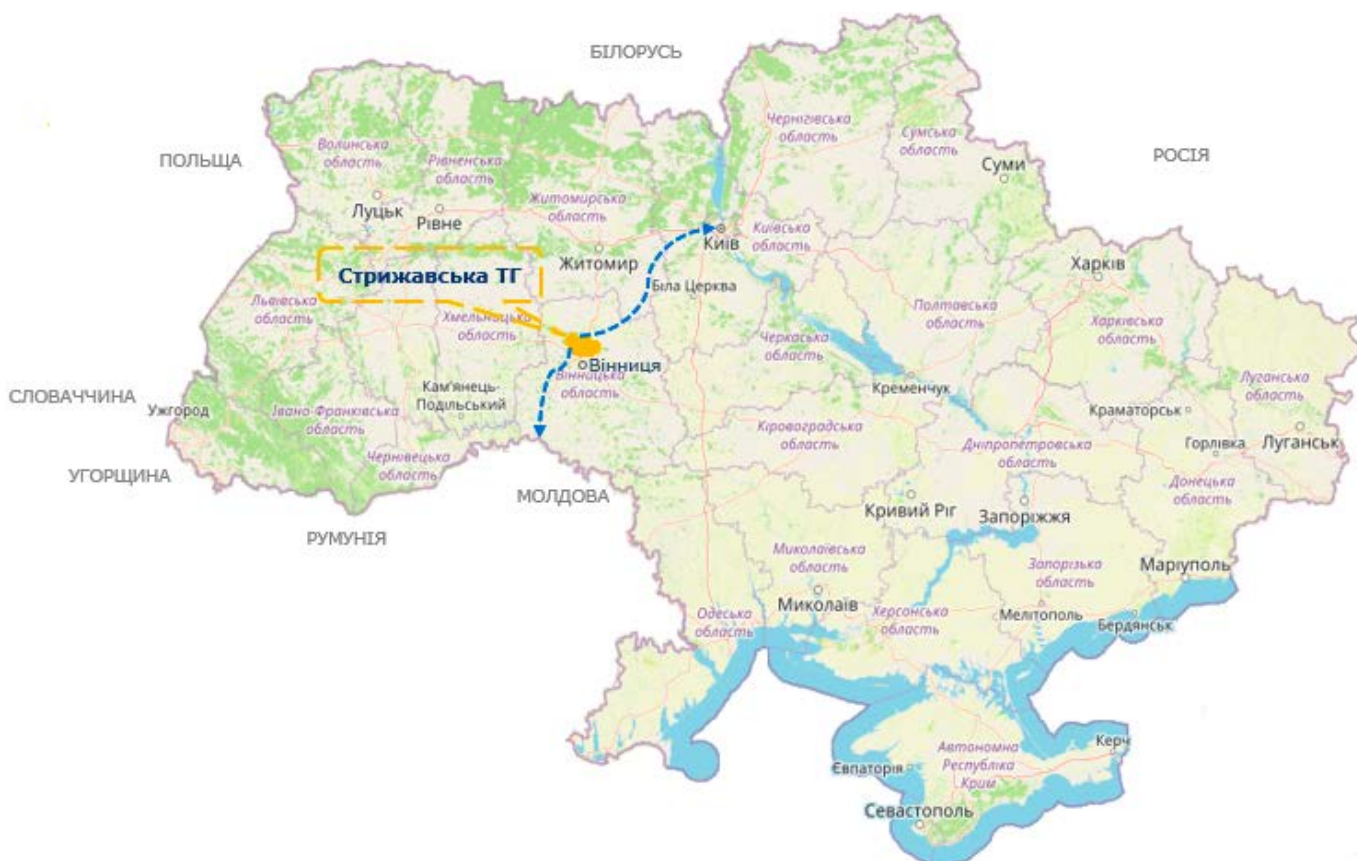 БІЛОРУСЬ
ПОЛЬЩА
РОСІЯ
Волинська
область
Рівненська
область
Житомирська
область
Чернігівська
область
Сумська
область
Суми
Луцьк
Рівне
Київ
Київська
область
Житомир
Стрижавська ТГ
Біла Церква
Харків
Львівська
область
Хмельницька
область
Полтавська
область
Харківська
область
Черкаська
область
Вінниця
Вінницька
область
СЛОВАЧЧИНА
Ужгород
Кам'янець-
Подільський
Кременчук
Краматорськ
Луганська
область
Івано-Франківська
область
Кіровоградська
область
Дніпропетровська
область
Горлівка
Луганськ
УГОРЩИНА
Чернівецька
область
Донецька
область
МОЛДОВА
РУМУНІЯ
Кривий Ріг
Запоріжжя
Миколаївська
область
Запорізька
область
Маріуполь
Миколаїв
Одеська
область
Херсонська
область
Мелітополь
Бердянськ
Автономна
Республіка
Крим
Керч
Євпаторія
Севастополь